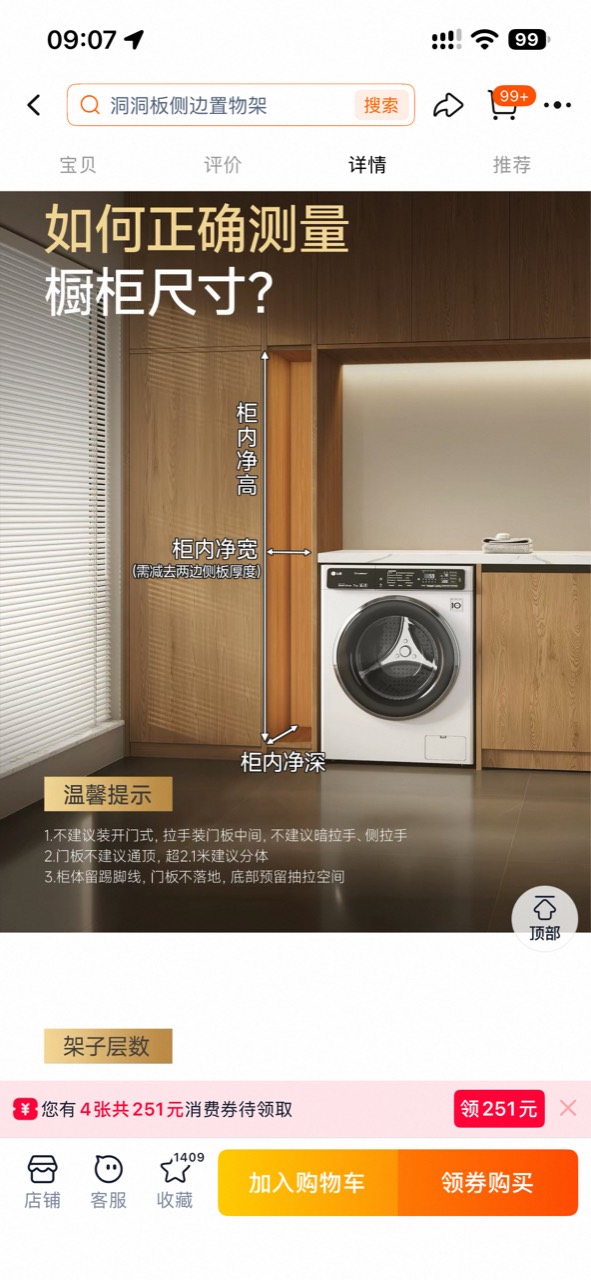 09:07
99
洞洞板侧边置物架
搜索
99+
宝贝
评价
详情
推荐
如何正确测量
橱柜尺寸?
柜内净高
柜内净宽
(需减去两边侧板厚度)
LG
10
柜内净深
温馨提示
1.不建议装开门式, 拉手装门板中间, 不建议暗拉手、侧拉手
2.门板不建议通顶, 超2.1米建议分体
3.柜体留踢脚线, 门板不落地, 底部预留抽拉空间
顶部
架子层数
¥
您有4张共251元消费券待领取
领251元
店铺
客服
1409
收藏
加入购物车
领券购买